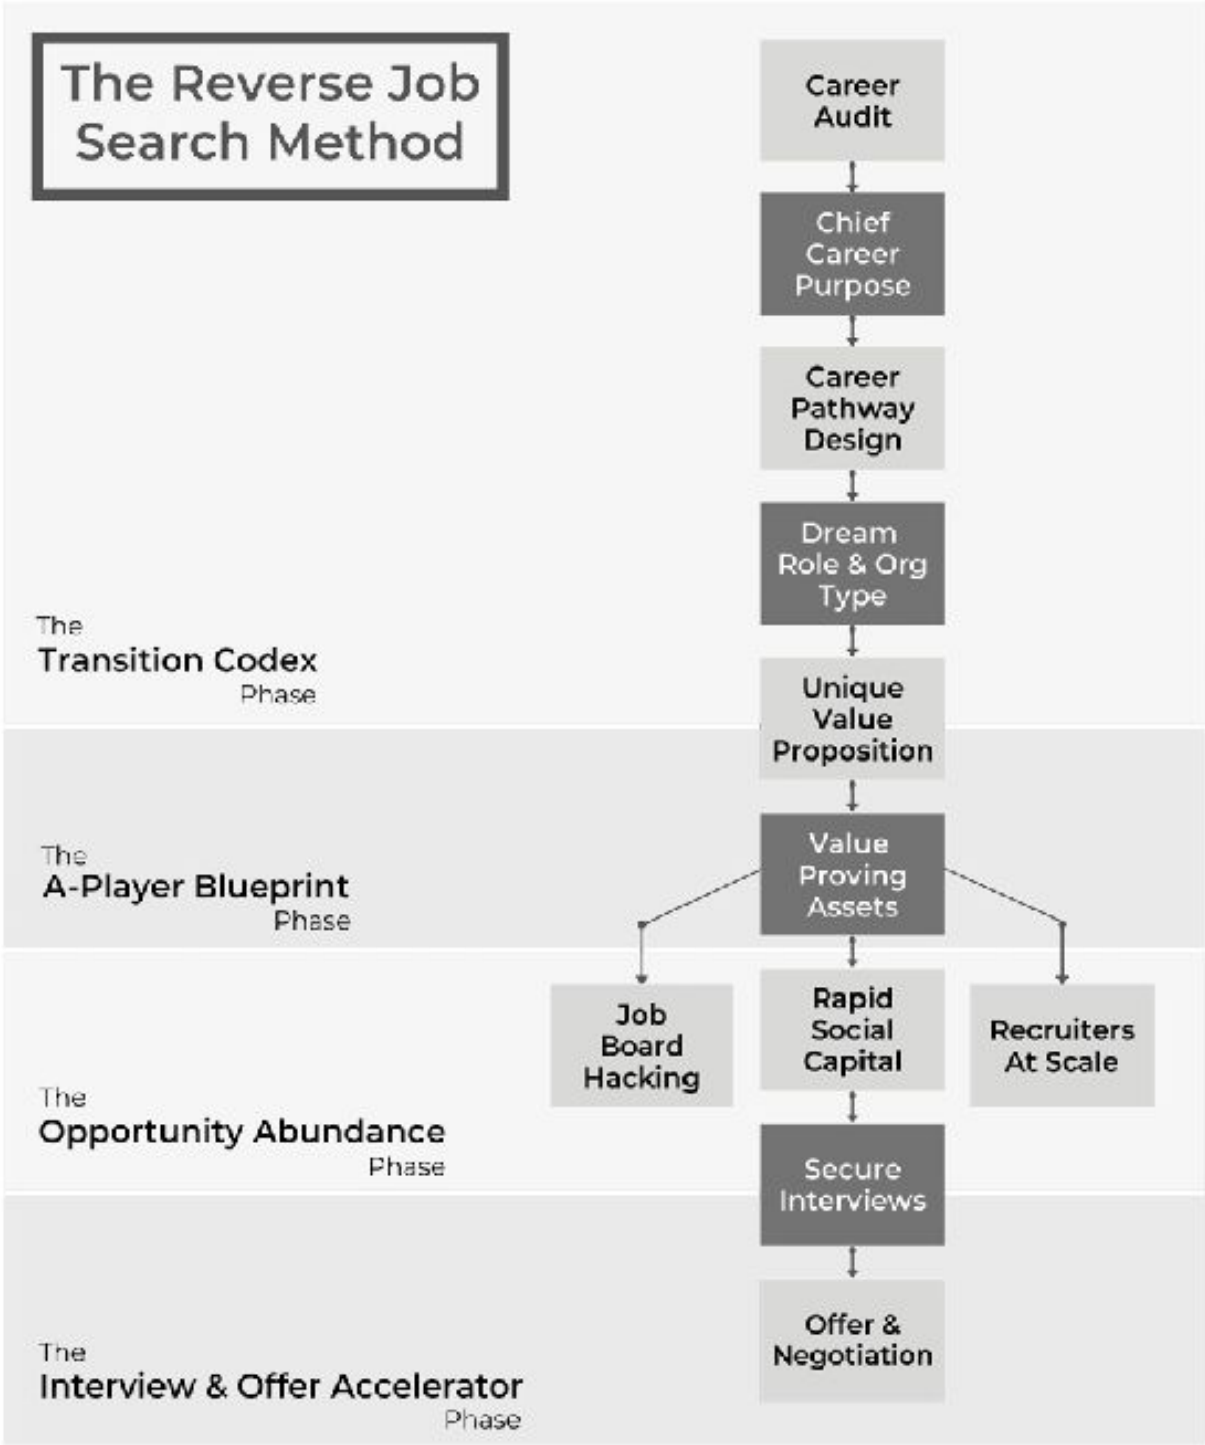 The Reverse Job
Search Method
Career
Audit
Chief
Career
Purpose
Career
Pathway
Design
Dream
Role & Org
Type
The
Transition Codex
Phase
Unique
Value
Proposition
The
A-Player Blueprint
Phase
Value
Proving
Assets
Job
Board
Hacking
Rapid
Social
Capital
Recruiters
At Scale
The
Opportunity Abundance
Phase
Secure
Interviews
Offer &
Negotiation
The
Interview & Offer Accelerator
Phase